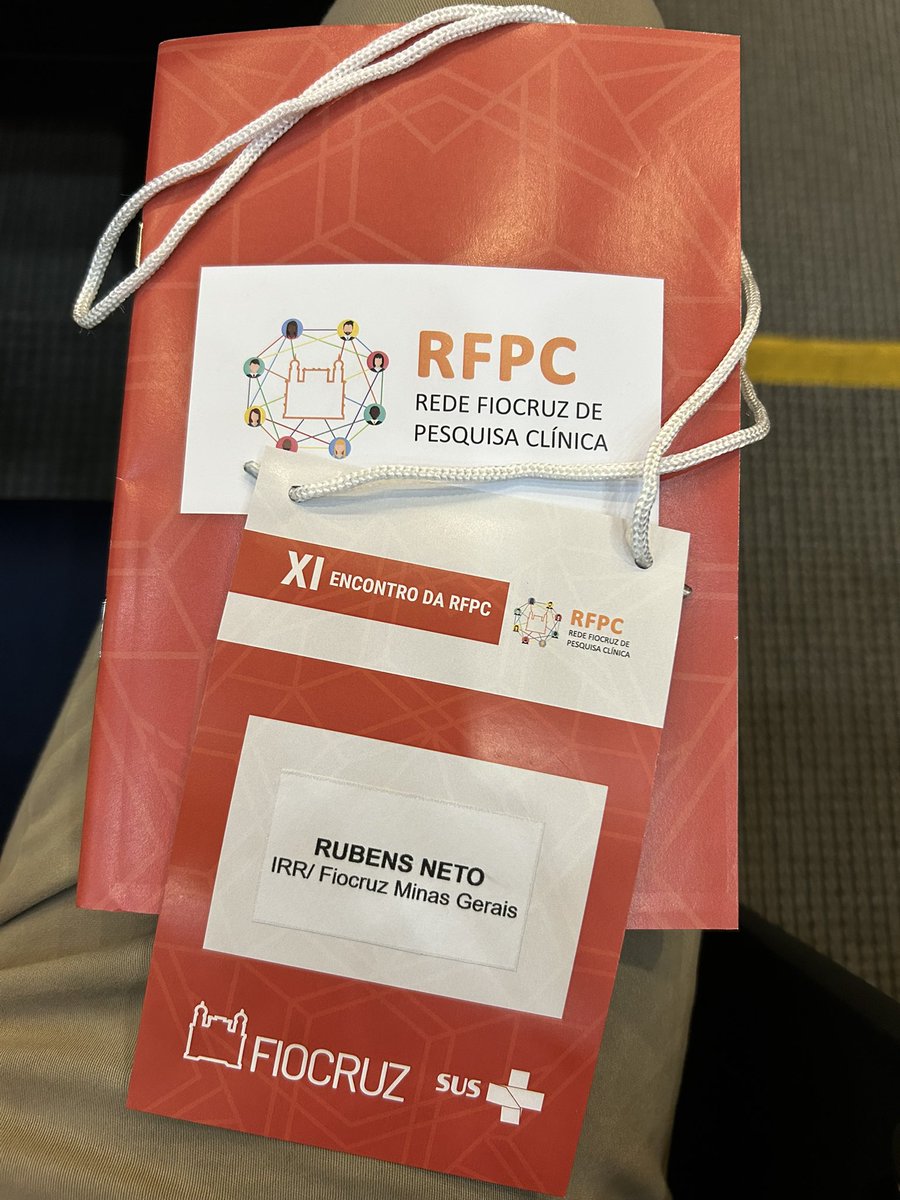 RFPC
REDE FIOCRUZ DE
PESQUISA CLÍNICA
XI ENCONTRO DA RFPC
RFPC
REDE FIOCRUZ DE
PESQUISA CLÍNICA
RUBENS NETO
IRR/ Fiocruz Minas Gerais
FIOCRUZ
SUS